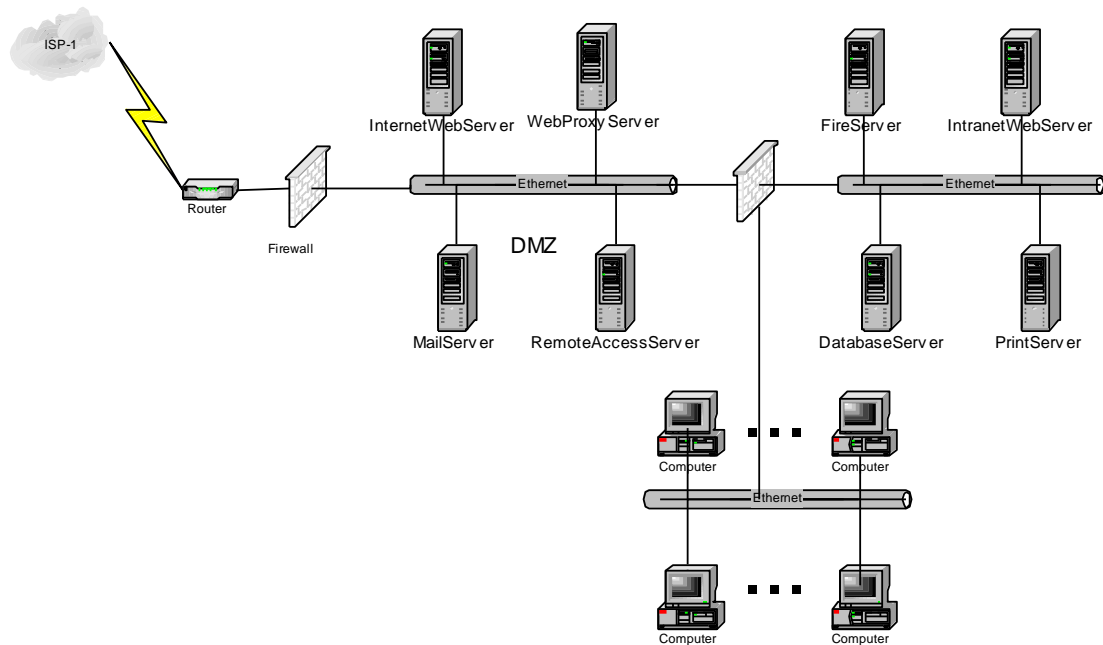 ISP-1
InternetWebServer
WebProxyServer
FireServer
IntranetWebServer
Ethernet
Ethernet
Router
Firewall
DMZ
MailServer
RemoteAccessServer
DatabaseServer
PrintServer
Computer
Computer
Ethernet
Computer
Computer